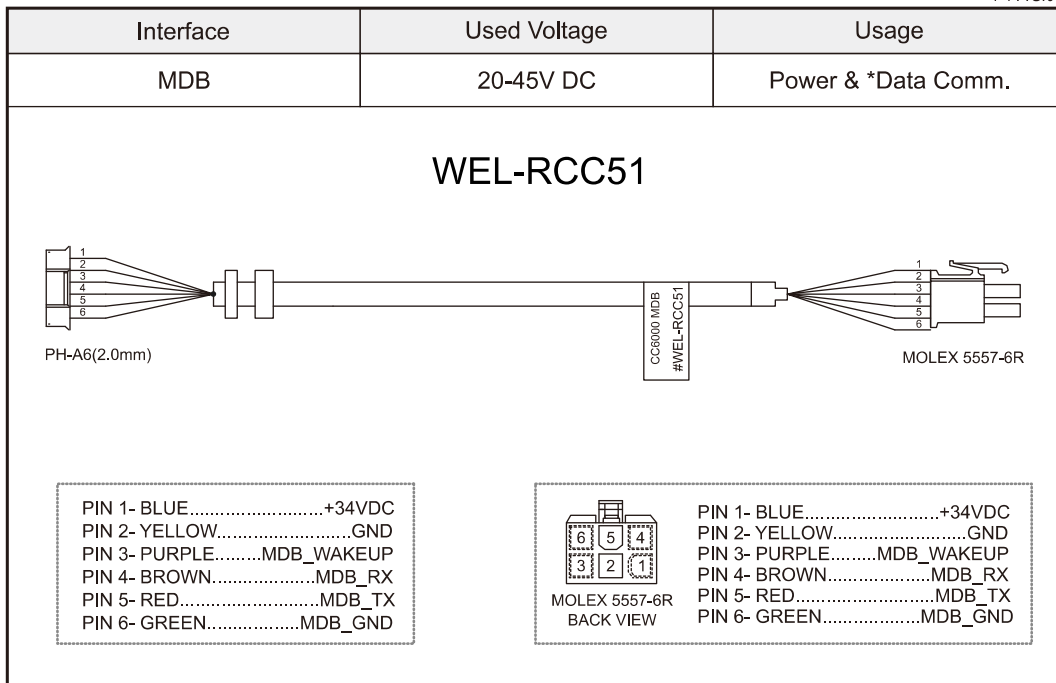 Interface Used Voltage Usage
MDB 20-45V DC Power & *Data Comm.
WEL-RCC51
1
2
3
4
5
6
PH-A6(2.0mm)
CC6000 MDB
#WEL-RCC51
1
2
3
4
5
6
MOLEX 5557-6R
PIN 1- BLUE.......................+34VDC
PIN 2- YELLOW.......................GND
PIN 3- PURPLE........MDB_WAKEUP
PIN 4- BROWN.................MDB_RX
PIN 5- RED.......................MDB_TX
PIN 6- GREEN...............MDB_GND
6 5 4
3 2 1
MOLEX 5557-6R
BACK VIEW
PIN 1- BLUE.......................+34VDC
PIN 2- YELLOW.......................GND
PIN 3- PURPLE........MDB_WAKEUP
PIN 4- BROWN.................MDB_RX
PIN 5- RED.......................MDB_TX
PIN 6- GREEN................MDB_GND